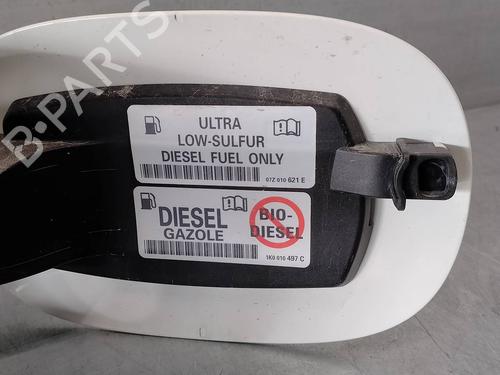 B-PARTS
ULTRA
LOW-SULFUR
DIESEL FUEL ONLY
07Z 010 621 E
DIESEL
GAZOLE
BIO-
DIESEL
1K0 010 497 C